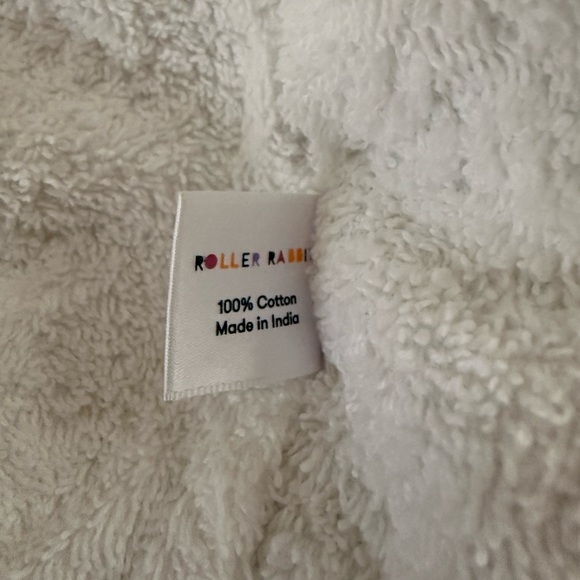 ROLLER RABBI
100% Cotton
Made in India